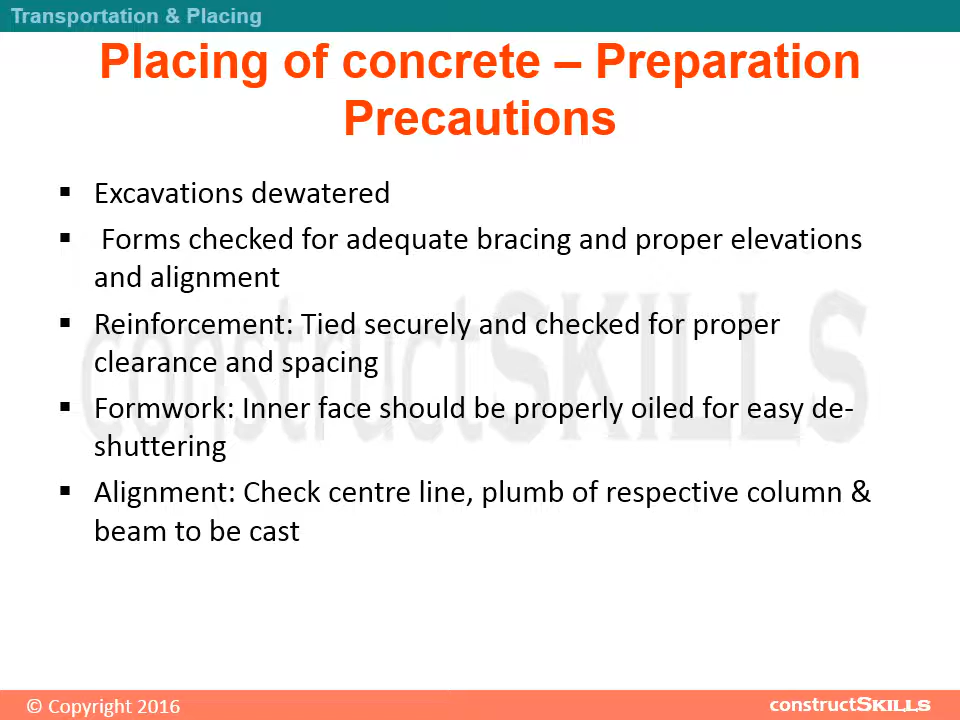 Transportation & Placing
Placing of concrete – Preparation
Precautions
▪ Excavations dewatered
▪ Forms checked for adequate bracing and proper elevations
and alignment
▪ Reinforcement: Tied securely and checked for proper
clearance and spacing
▪ Formwork: Inner face should be properly oiled for easy de-
shuttering
▪ Alignment: Check centre line, plumb of respective column &
beam to be cast
constructSKILLS
© Copyright 2016
constructSKILLS